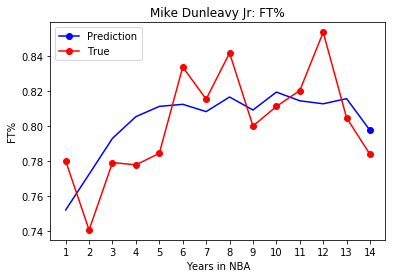 Mike Dunleavy Jr: FT%
Prediction
True
FT%
0.84
0.82
0.80
0.78
0.76
0.74
1 2 3 4 5 6 7 8 9 10 11 12 13 14
Years in NBA